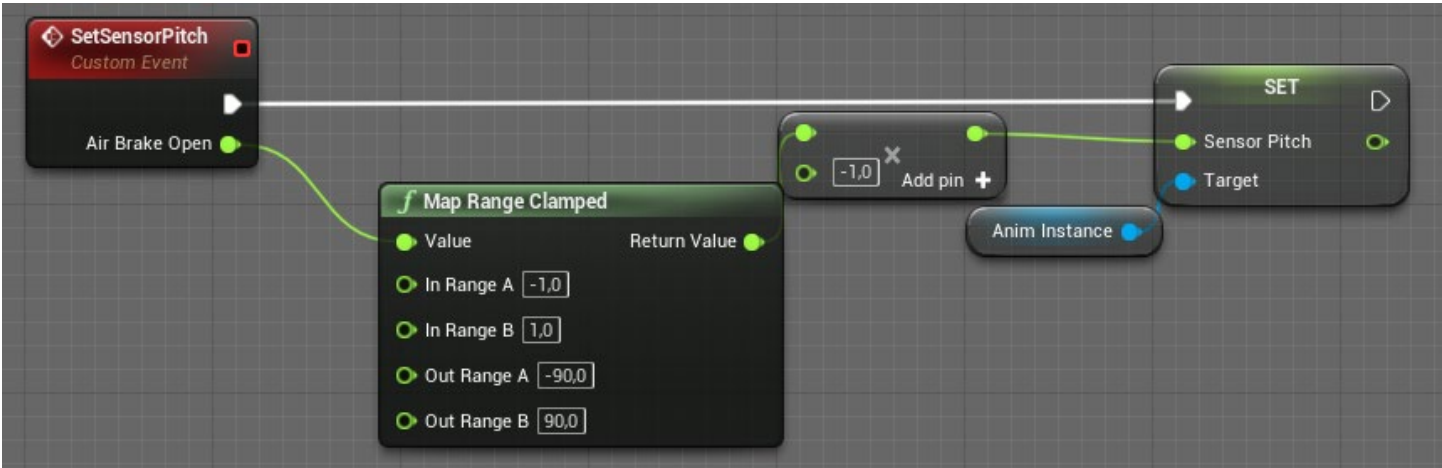 SetSensorPitch
Custom Event
Air Brake Open
f Map Range Clamped
Value
Return Value
In Range A -1,0
In Range B 1,0
Out Range A -90,0
Out Range B 90,0
-1,0
Add pin +
Anim Instance
SET
Sensor Pitch
Target